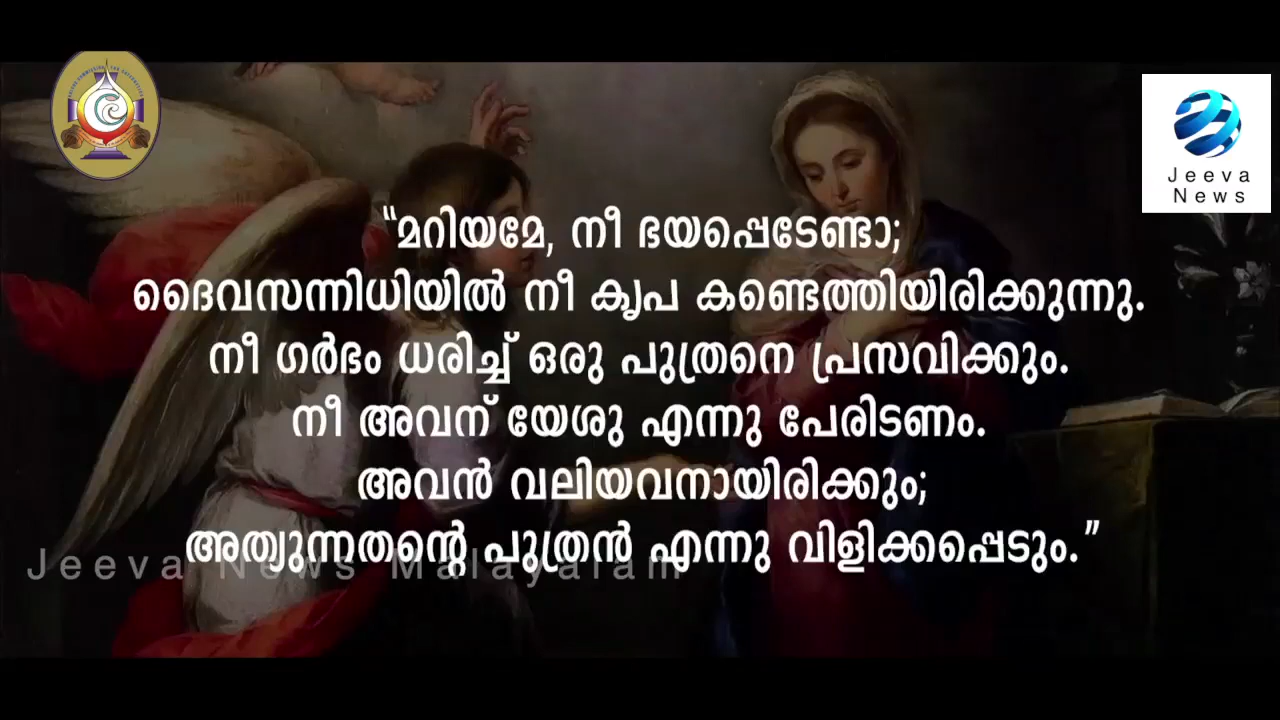 Jeeva
News
“മറിയമേ, നീ ഭയപ്പെടേണ്ടാ;
ദൈവസന്നിധിയിൽ നീ കൃപ കണ്ടെത്തിയിരിക്കുന്നു.
നീ ഗർഭം ധരിച്ച് ഒരു പുത്രനെ പ്രസവിക്കും.
നീ അവന് യേശു എന്നു പേരിടണം.
അവൻ വലിയവനായിരിക്കും;
അത്യുന്നതന്റെ പുത്രൻ എന്നു വിളിക്കപ്പെടും.”
Jeeva News Malayalam